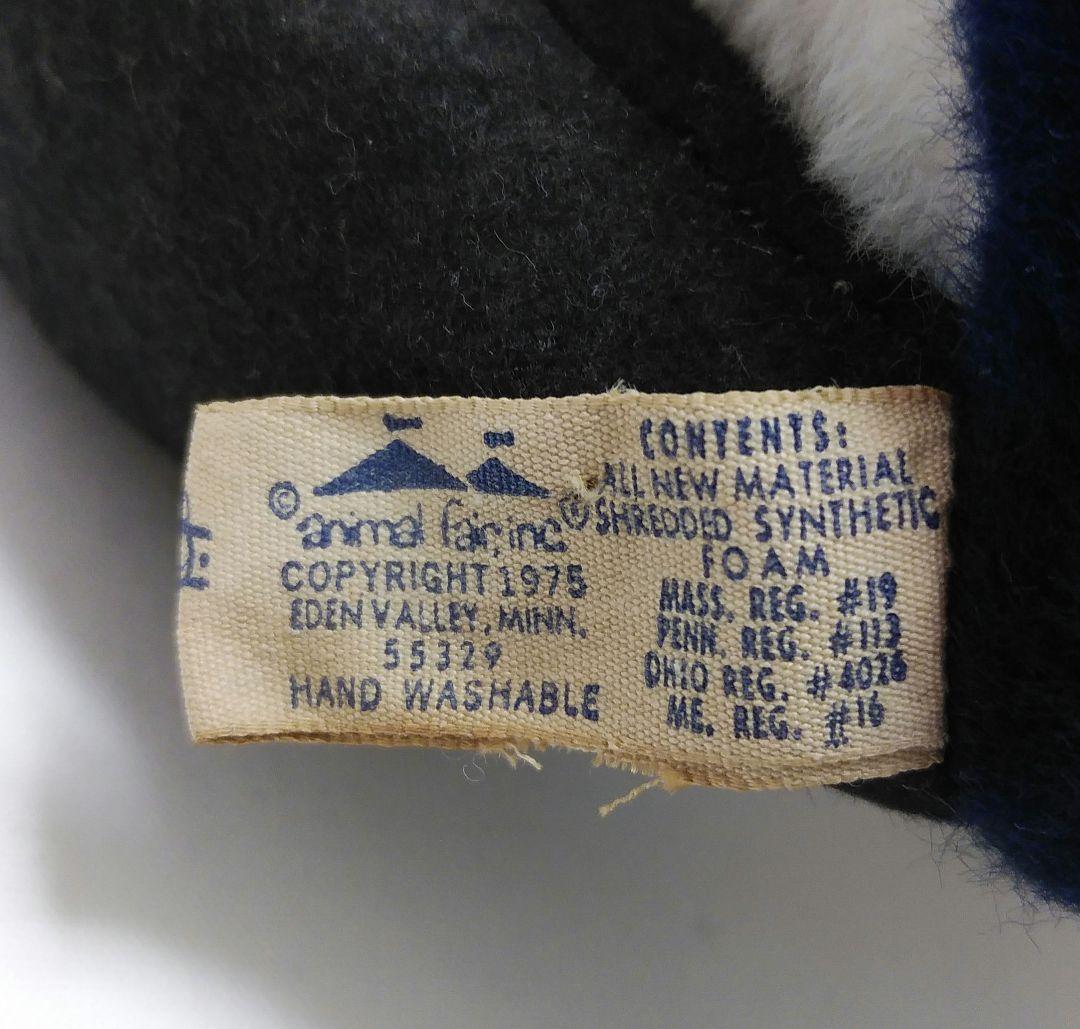 © animal fair, inc. ®
COPYRIGHT 1975
EDEN VALLEY, MINN.
55329
HAND WASHABLE
CONTENTS:
ALL NEW MATERIAL
SHREDDED SYNTHETIC
FOAM
MASS. REG. #19
PENN. REG. #113
OHIO REG. #4026
ME. REG. #16